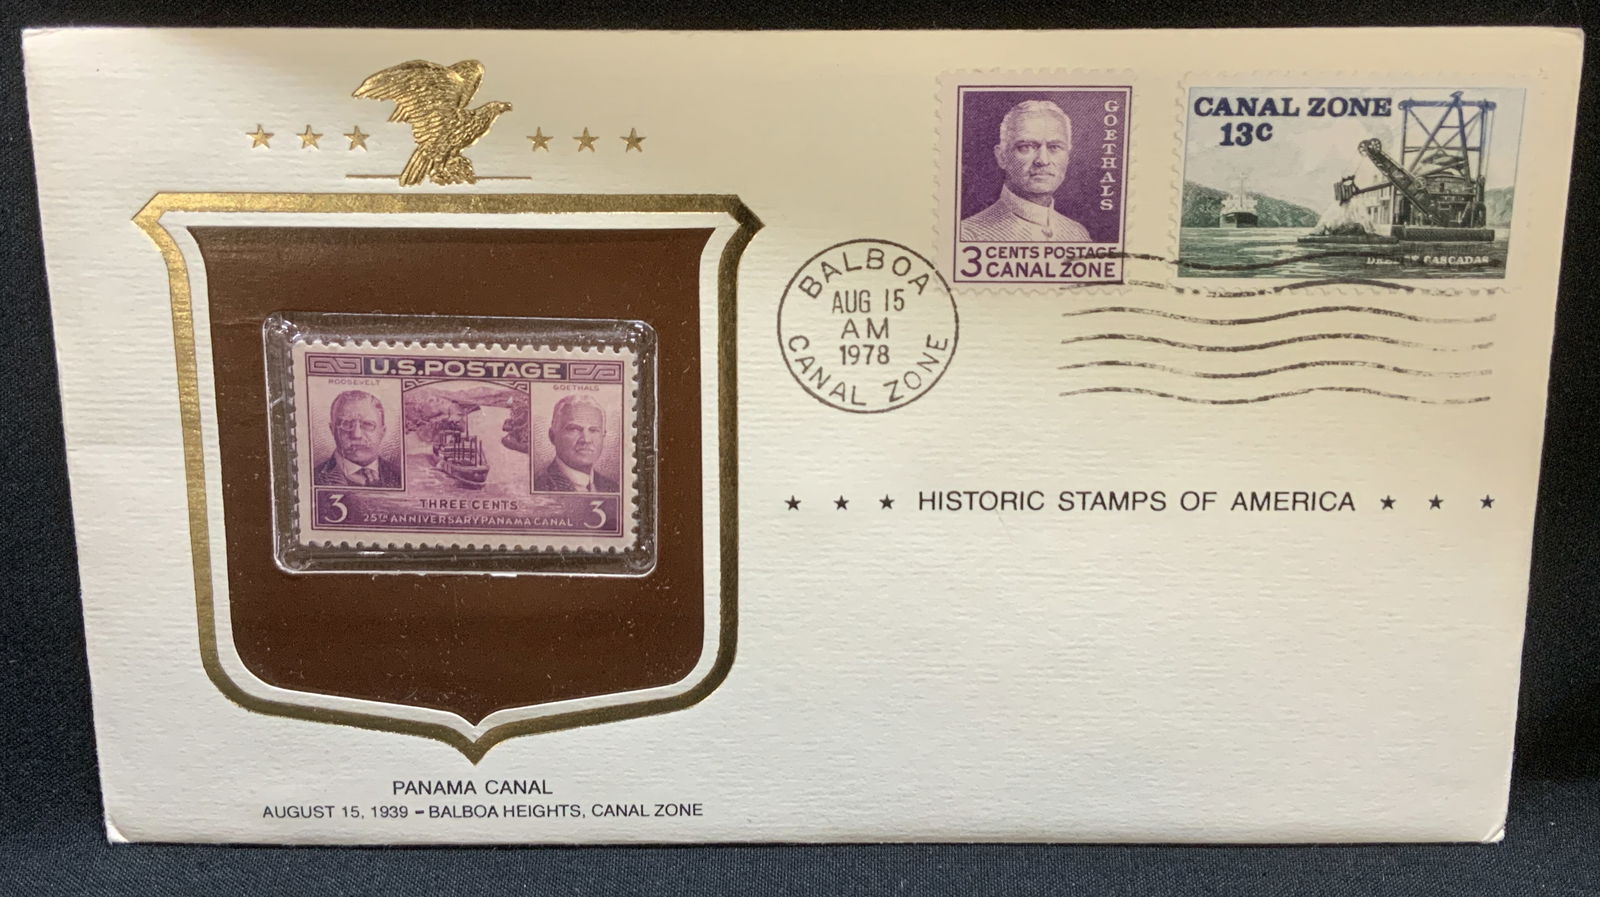 U.S.POSTAGE
ROOSEVELT
GOETHALS
3
THREE CENTS
3
25TH ANNIVERSARY PANAMA CANAL
PANAMA CANAL
AUGUST 15, 1939 - BALBOA HEIGHTS, CANAL ZONE
GOETHALS
3 CENTS POSTAGE
CANAL ZONE
CANAL ZONE
13c
CASCADAS
BALBOA
AUG 15
AM
1978
CANAL ZONE
★ ★ ★ HISTORIC STAMPS OF AMERICA ★ ★ ★